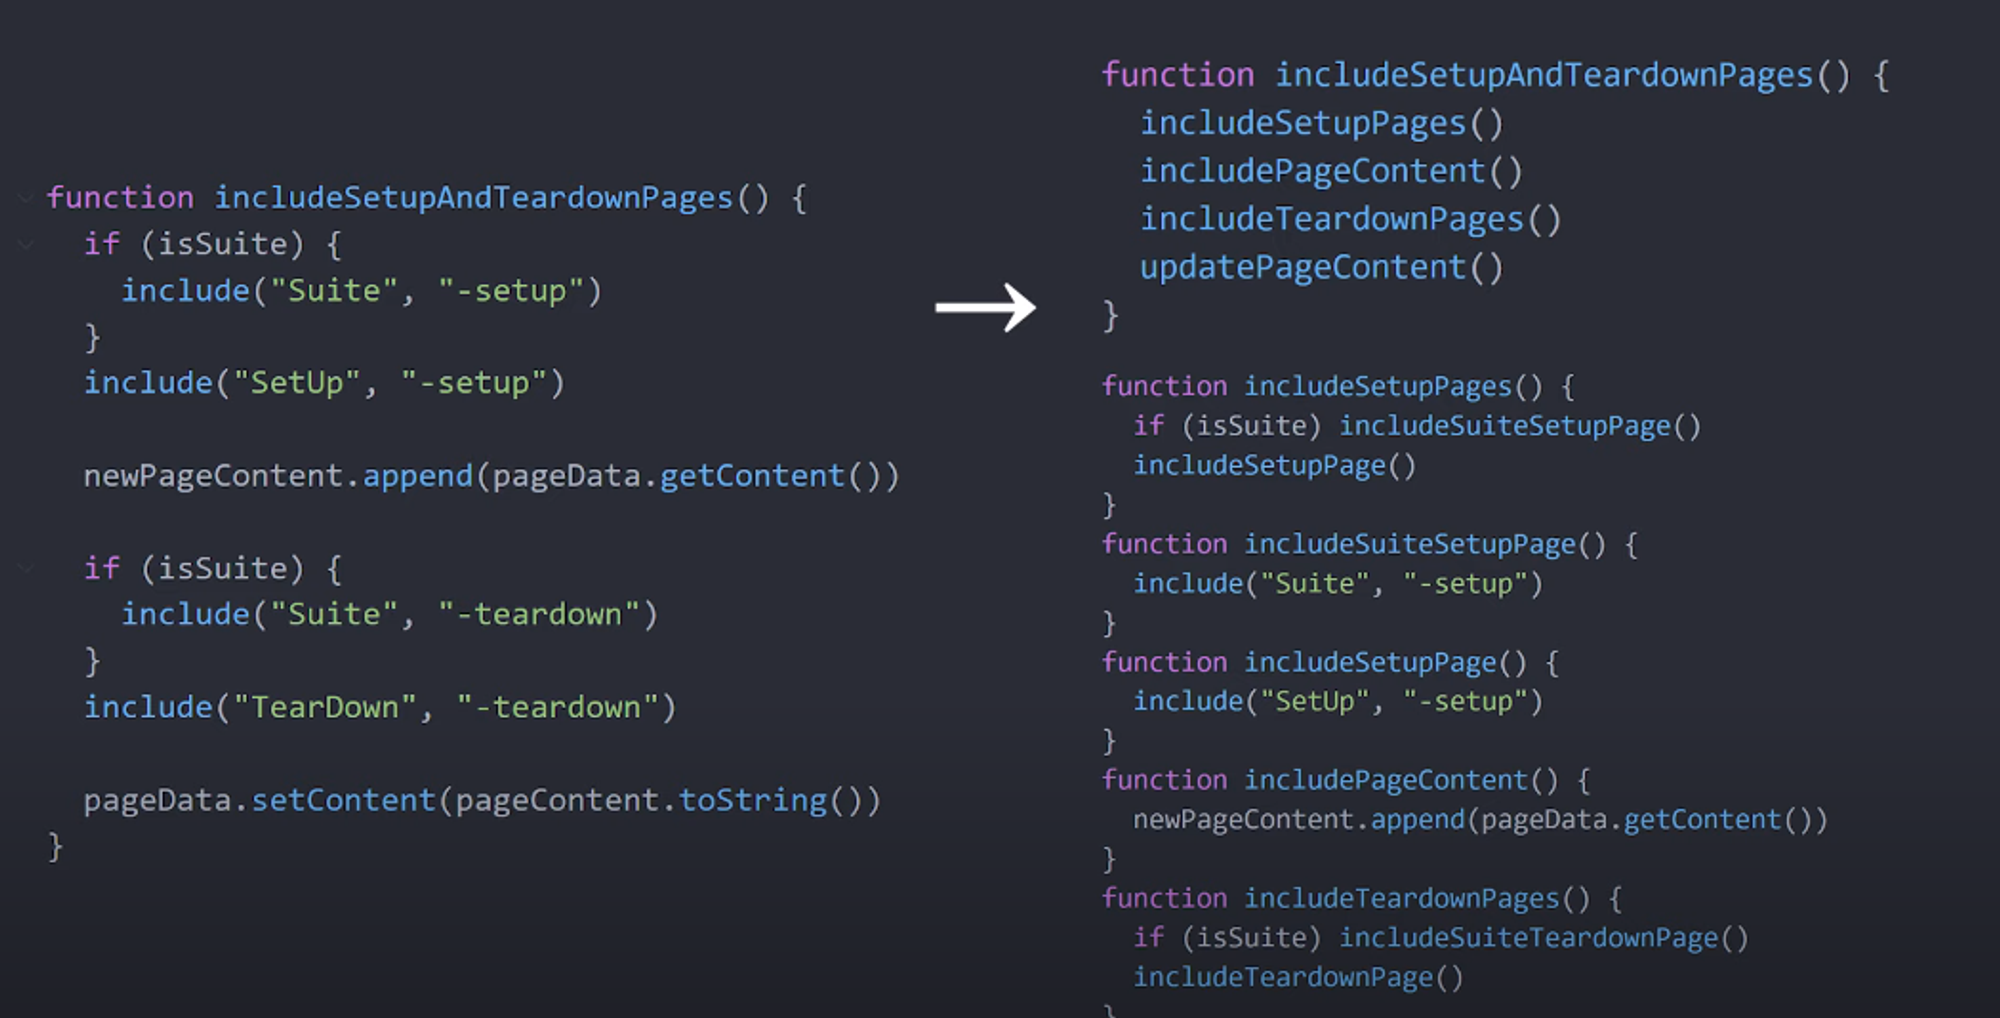 function includeSetupAndTeardownPages() {
  if (isSuite) {
    include("Suite", "-setup")
  }
  include("SetUp", "-setup")

  newPageContent.append(pageData.getContent())

  if (isSuite) {
    include("Suite", "-teardown")
  }
  include("TearDown", "-teardown")

  pageData.setContent(pageContent.toString())
}

function includeSetupAndTeardownPages() {
  includeSetupPages()
  includePageContent()
  includeTeardownPages()
  updatePageContent()
}

function includeSetupPages() {
  if (isSuite) includeSuiteSetupPage()
  includeSetupPage()
}
function includeSuiteSetupPage() {
  include("Suite", "-setup")
}
function includeSetupPage() {
  include("SetUp", "-setup")
}
function includePageContent() {
  newPageContent.append(pageData.getContent())
}
function includeTeardownPages() {
  if (isSuite) includeSuiteTeardownPage()
  includeTeardownPage()
}